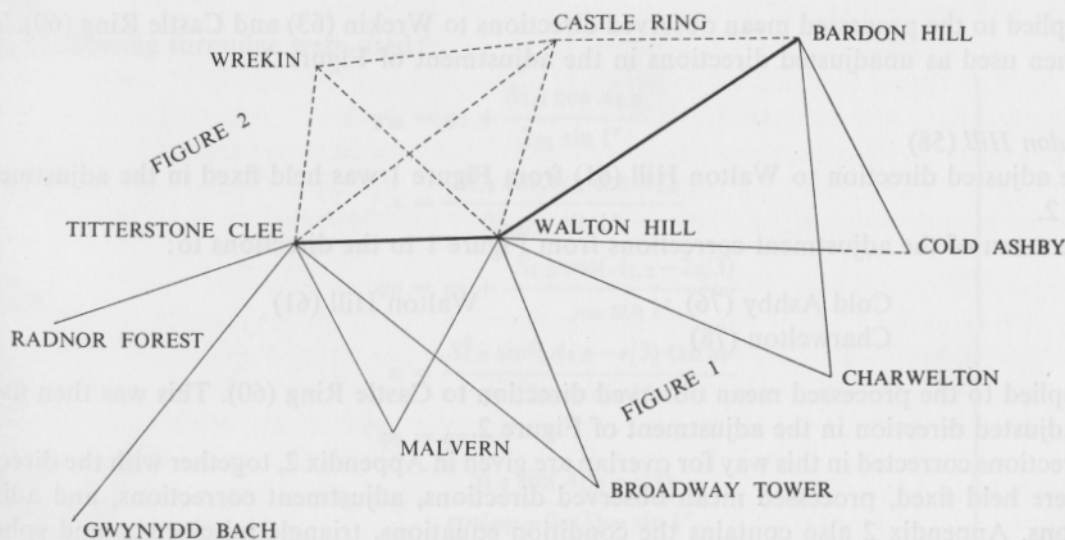 CASTLE RING
BARDON HILL
WREKIN
FIGURE 2
TITTERSTONE CLEE
WALTON HILL
COLD ASHBY
RADNOR FOREST
CHARWELTON
FIGURE 1
MALVERN
BROADWAY TOWER
GWYNYDD BACH